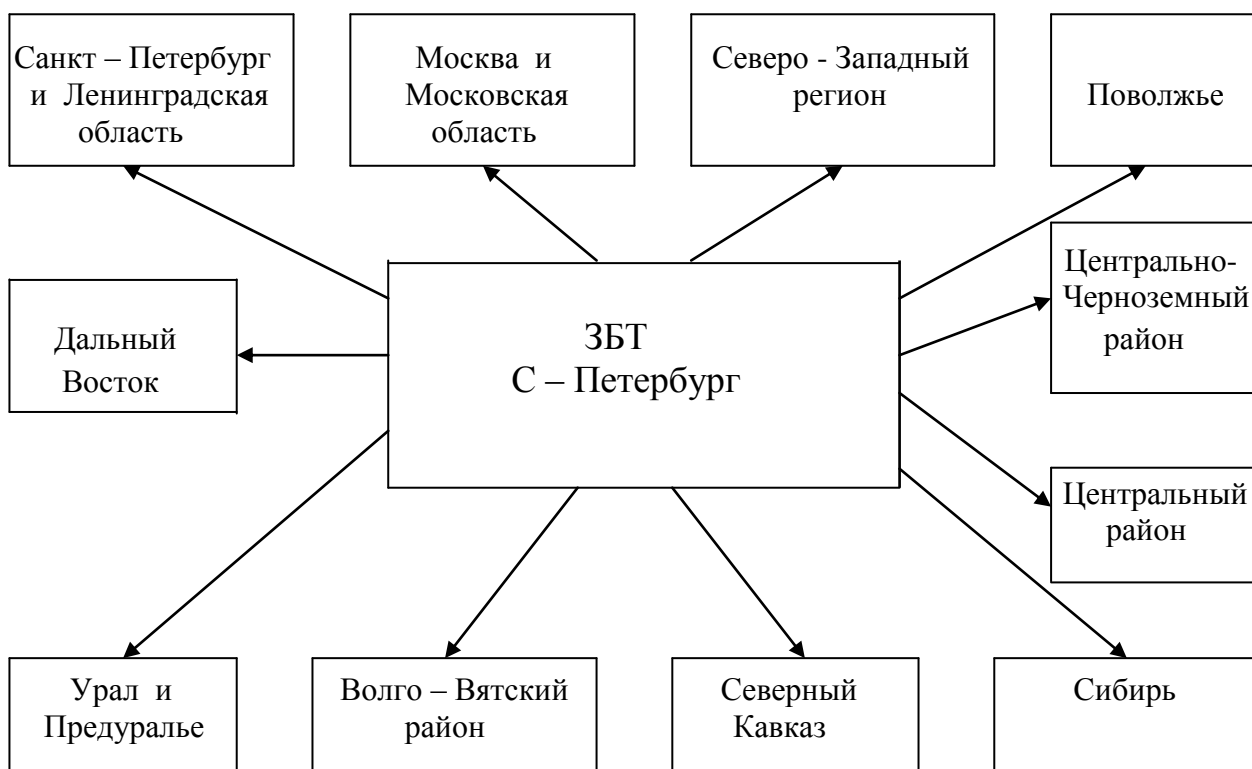 Санкт – Петербург
и Ленинградская
область
Москва и
Московская
область
Северо - Западный
регион
Поволжье
Центрально-
Черноземный
район
Дальный
Восток
ЗБТ
С – Петербург
Центральный
район
Урал и
Предуралье
Волго – Вятский
район
Северный
Кавказ
Сибирь